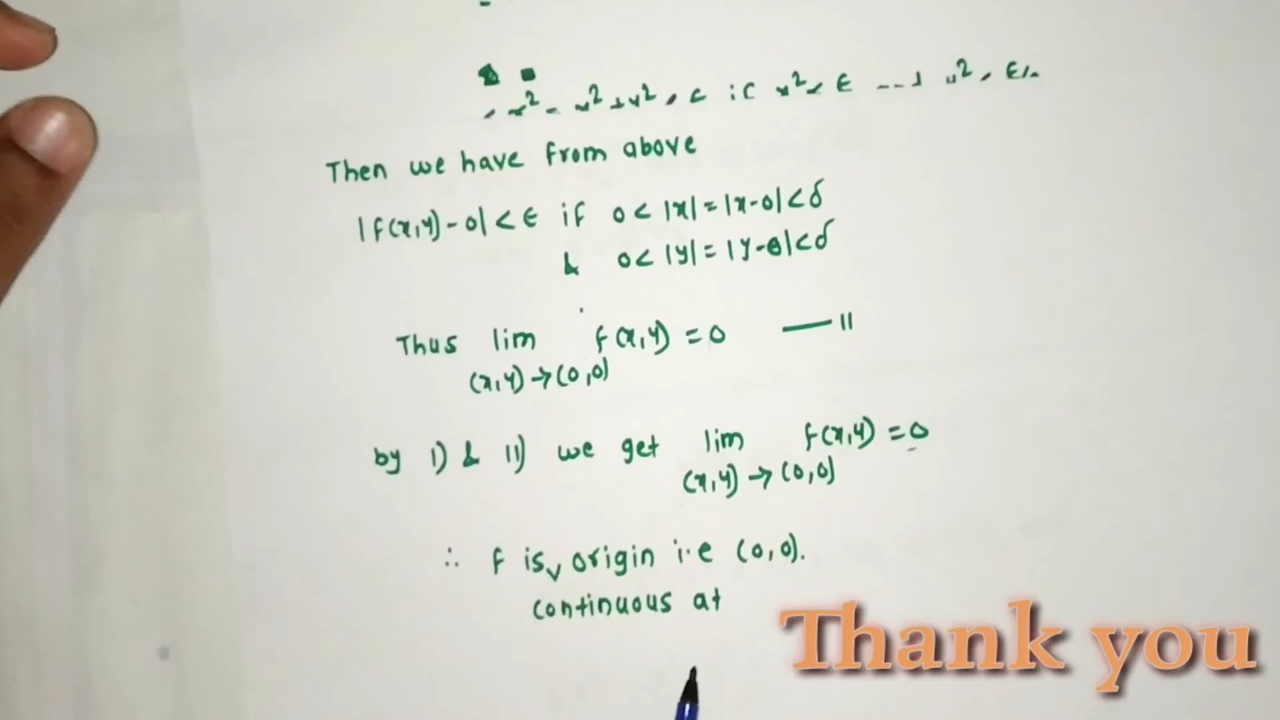 Then we have from above
|f(x,y)-0| < ϵ if 0 < |x| = |x-0| < δ
& 0 < |y| = |y-0| < δ
Thus lim f(x,y) = 0 — II
(x,y) → (0,0)
by I) & II) we get lim f(x,y) = 0
(x,y) → (0,0)
∴ f is √ origin i.e (0,0).
continuous at
Thank you